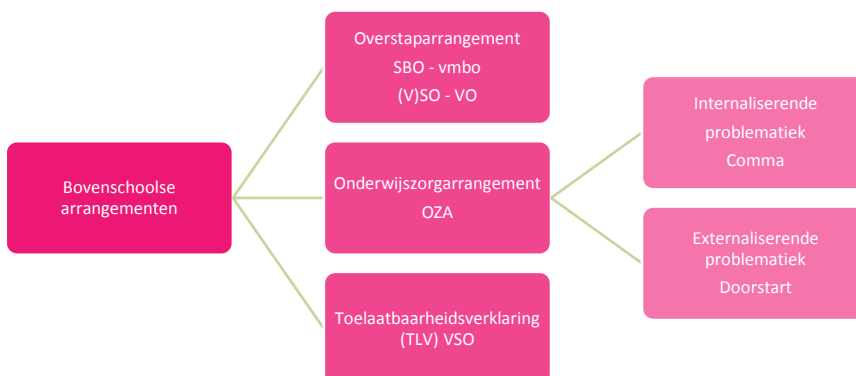 Bovenschoolse
arrangementen
Overstaparrangement
SBO - vmbo
(V)SO - VO
Onderwijszorgarrangement
OZA
Toelaatbaarheidsverklaring
(TLV) VSO
Internaliserende
problematiek
Comma
Externaliserende
problematiek
Doorstart